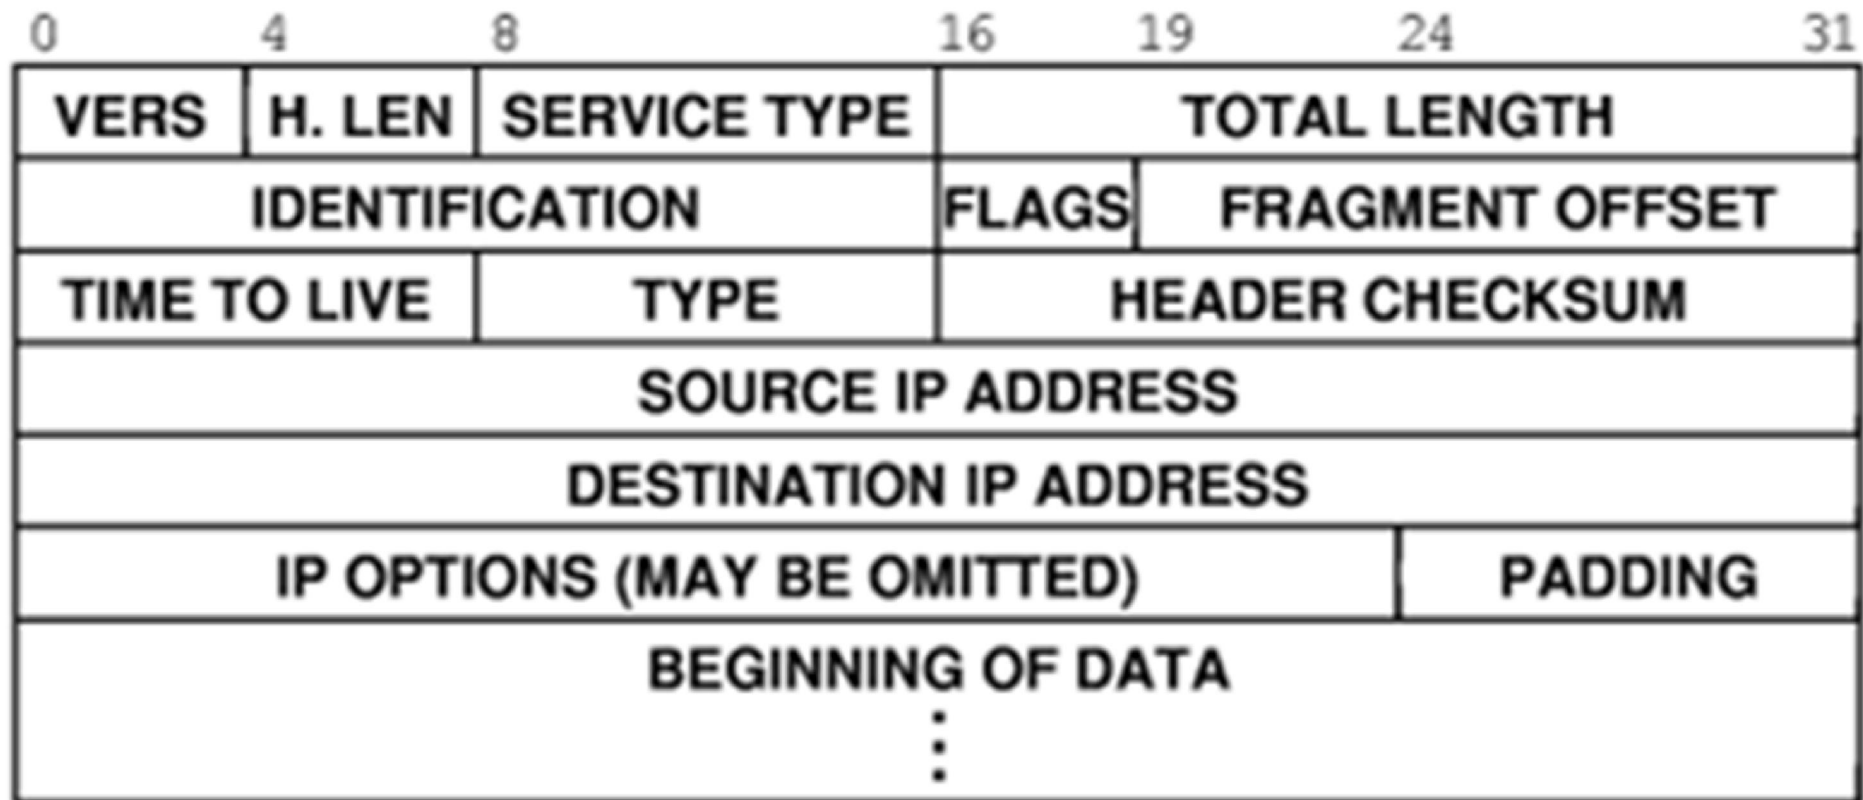 0 4 8 16 19 24 31
VERS H. LEN SERVICE TYPE TOTAL LENGTH
IDENTIFICATION FLAGS FRAGMENT OFFSET
TIME TO LIVE TYPE HEADER CHECKSUM
SOURCE IP ADDRESS
DESTINATION IP ADDRESS
IP OPTIONS (MAY BE OMITTED) PADDING
BEGINNING OF DATA